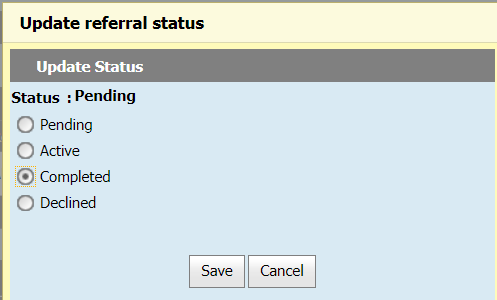 Update referral status
Update Status
Status : Pending
Pending
Active
Completed
Declined
Save Cancel